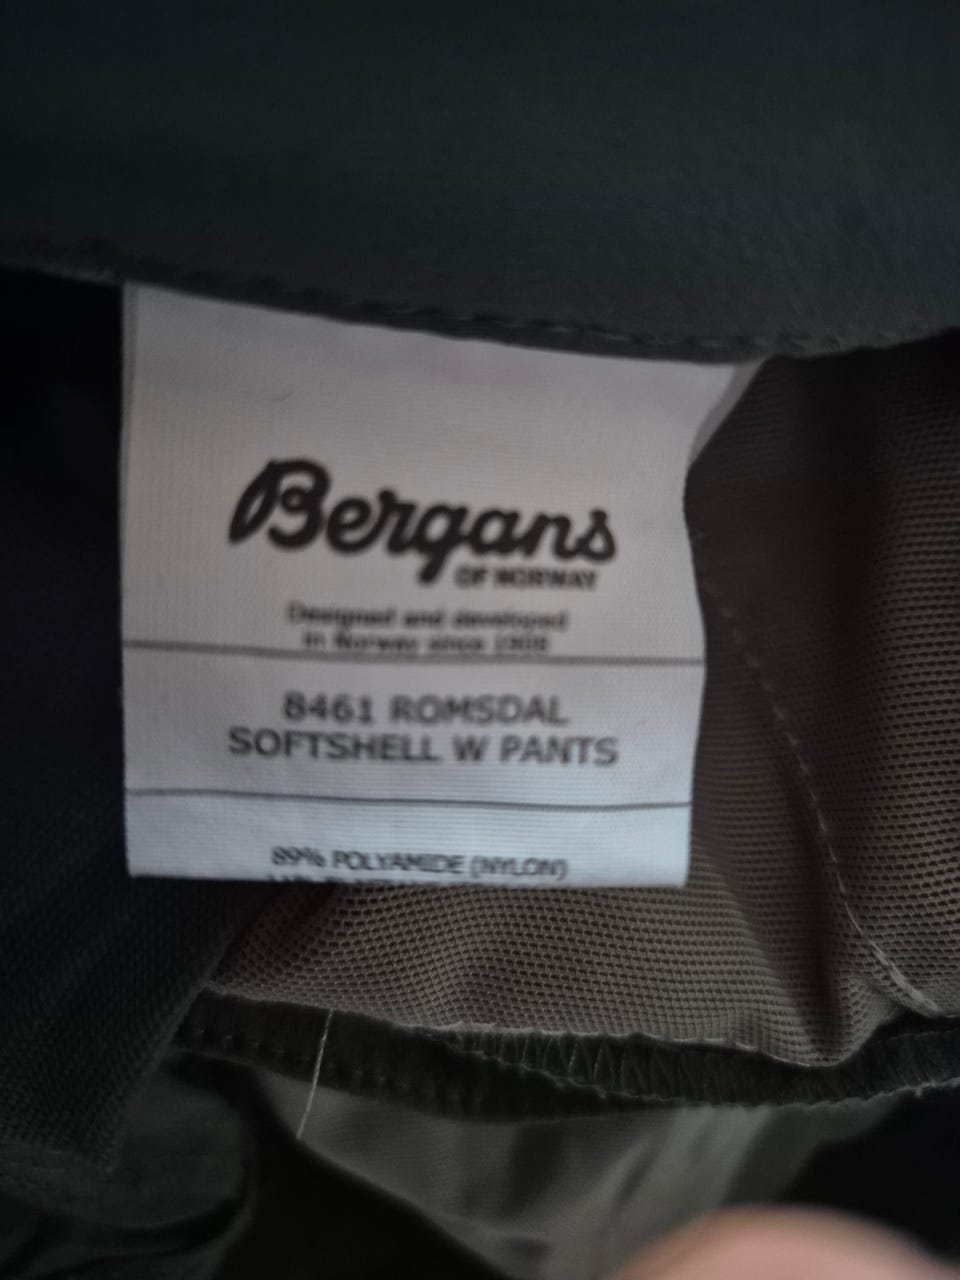 Bergans
OF NORWAY
Designed and developed
in Norway since 1908
8461 ROMSDAL
SOFTSHELL W PANTS
89% POLYAMIDE (NYLON)